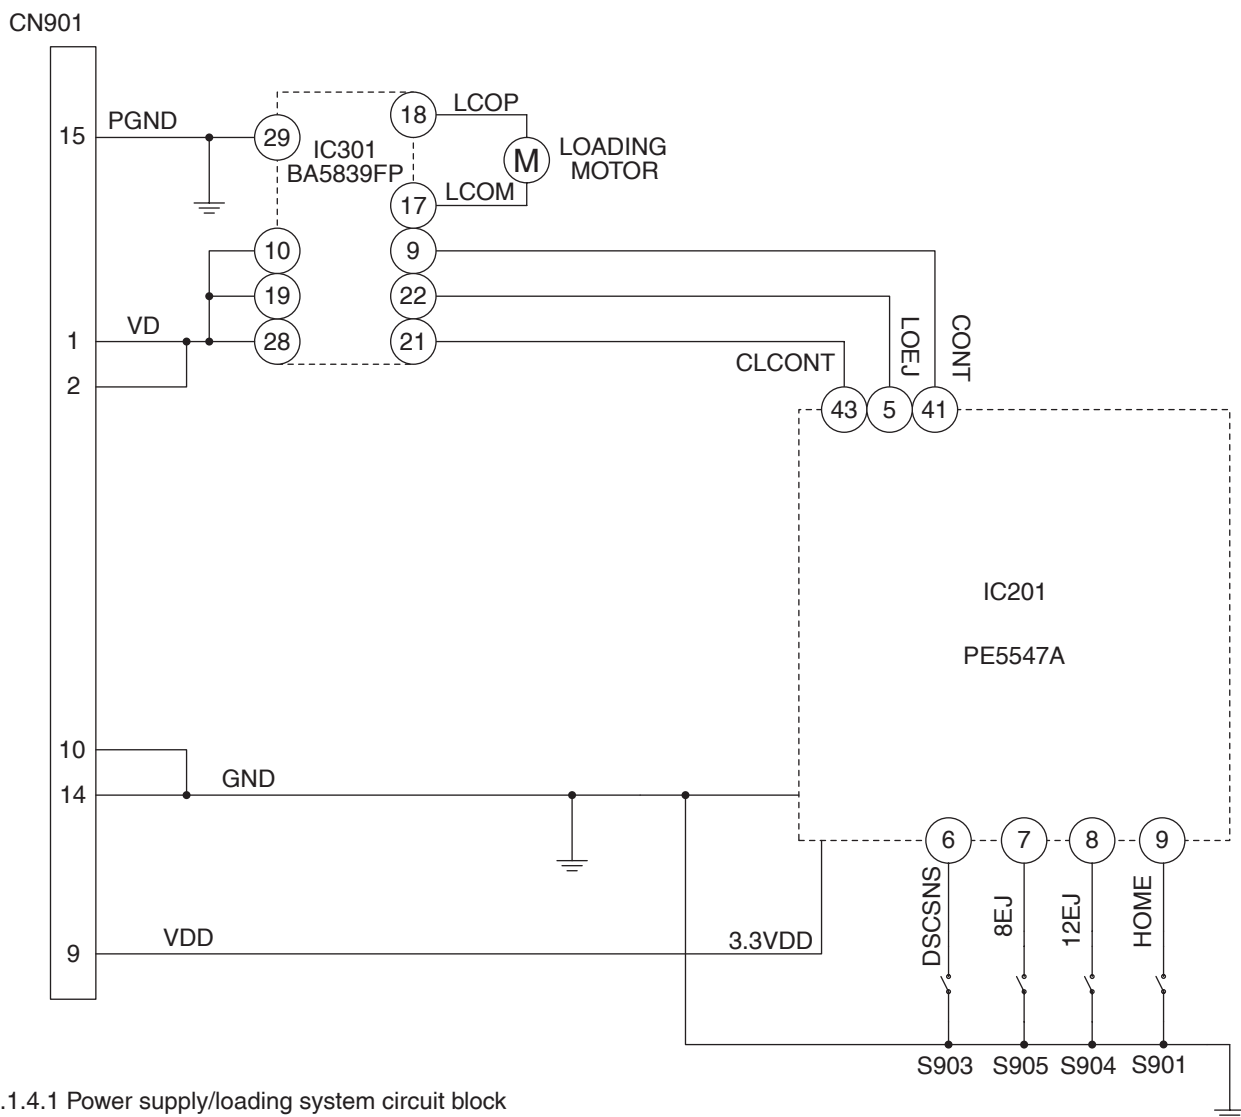 CN901
15 PGND
29
IC301
BA5839FP
18 LCOP
M
LOADING
MOTOR
17 LCOM
10
9
19
22
1 VD
28
21
2
CLCONT
LOEJ
CONT
43 5 41
IC201
PE5547A
10
14 GND
6 7 8 9
DSCSNS
8EJ
12EJ
HOME
9 VDD 3.3VDD
S903 S905 S904 S901
.1.4.1 Power supply/loading system circuit block